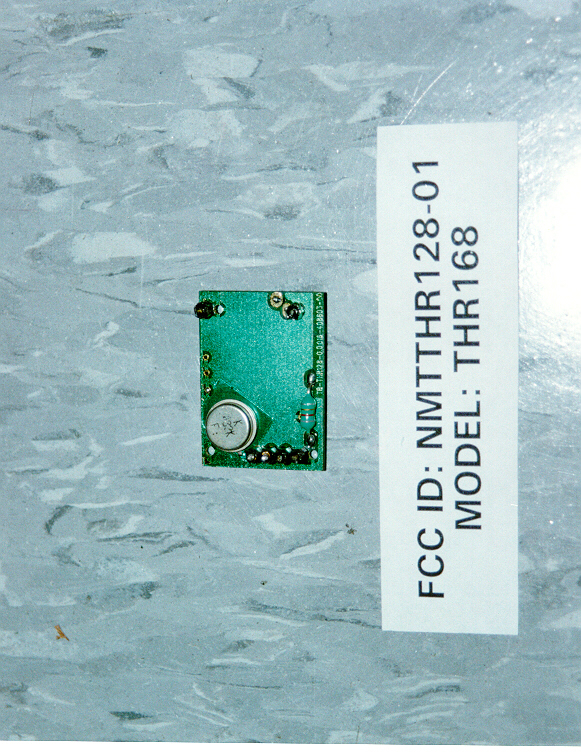 FCC ID: NMTTHR128-01
MODEL: THR168